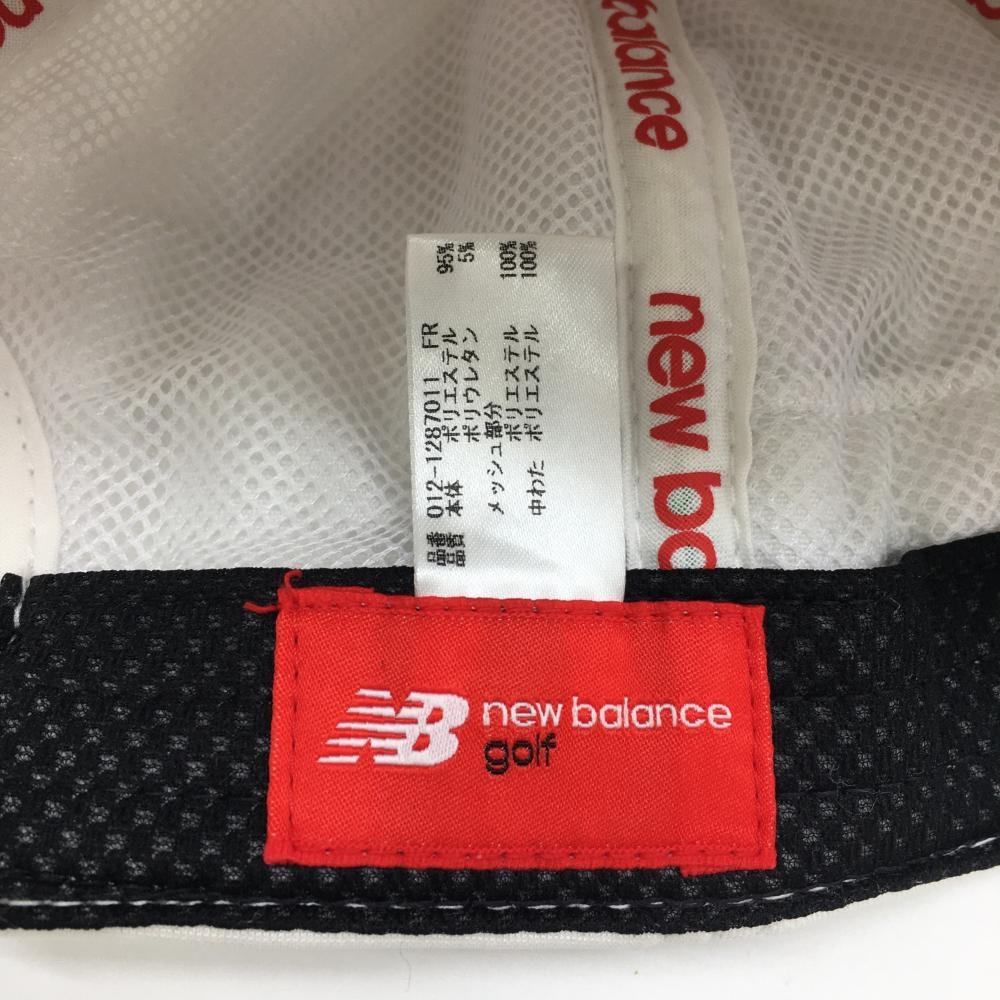 balance
new ba
品番 012-1287011 FR
品質 本体 ポリエステル 95%
ポリウレタン 5%
メッシュ部分
ポリエステル 100%
中わた ポリエステル 100%
NB new balance
golf